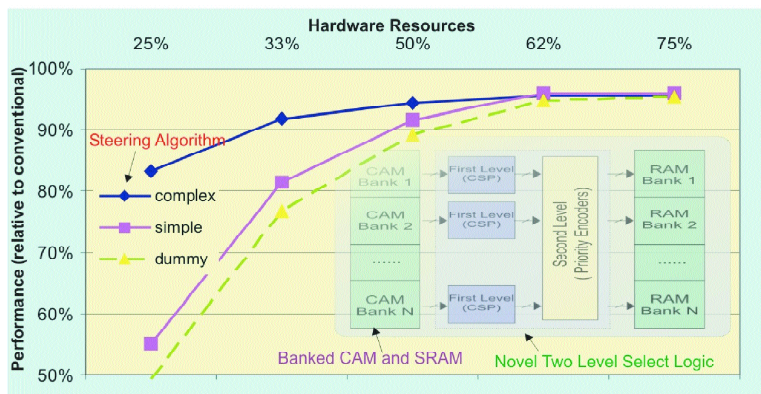 Hardware Resources
25% 33% 50% 62% 75%
100%
90%
80%
70%
60%
50%
Performance (relative to conventional)
Steering Algorithm
complex
simple
dummy
CAM
Bank 1
First Level
(CSP)
RAM
Bank 1
CAM
Bank 2
First Level
(CSP)
Second Level
( Priority Encoders)
RAM
Bank 2
......
......
CAM
Bank N
First Level
(CSP)
RAM
Bank N
Banked CAM and SRAM
Novel Two Level Select Logic